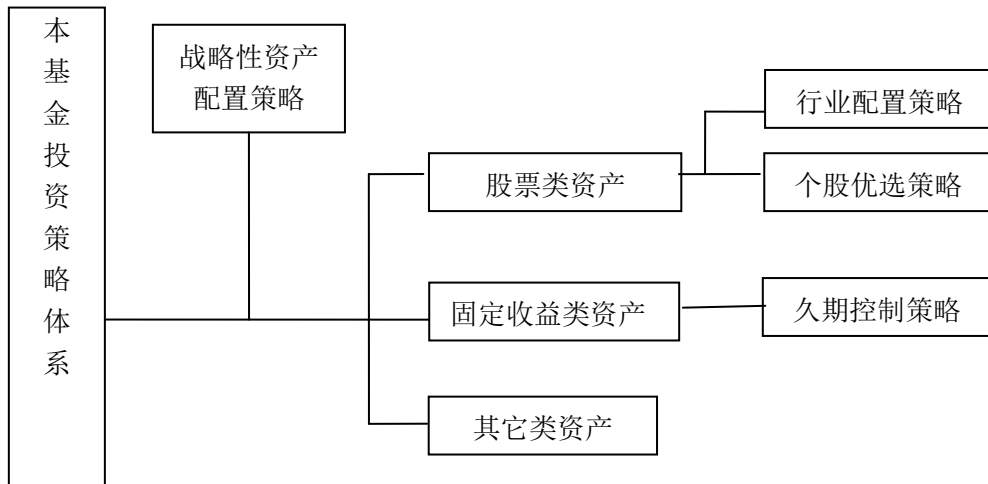 本基金投资策略体系
战略性资产
配置策略
行业配置策略
股票类资产
个股优选策略
固定收益类资产
久期控制策略
其它类资产